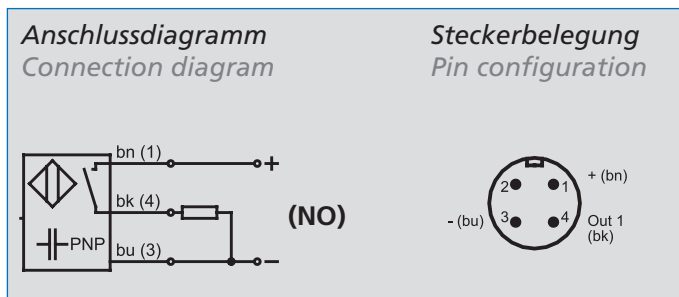 Anschlussdiagramm
Connection diagram
bn (1)
+
bk (4)
(NO)
PNP
bu (3)
−
Steckerbelegung
Pin configuration
2 1 + (bn)
- (bu) 3 4 Out 1
(bk)